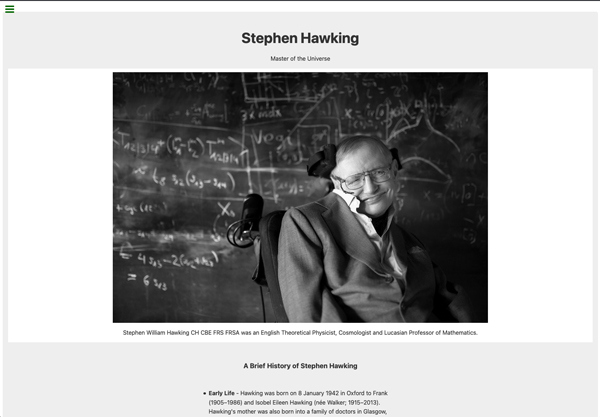 Stephen Hawking
Master of the Universe
Stephen William Hawking CH CBE FRS FRSA was an English Theoretical Physicist, Cosmologist and Lucasian Professor of Mathematics.
A Brief History of Stephen Hawking
• Early Life - Hawking was born on 8 January 1942 in Oxford to Frank
(1905–1986) and Isobel Eileen Hawking (née Walker; 1915–2013).
Hawking's mother was also born into a family of doctors in Glasgow,